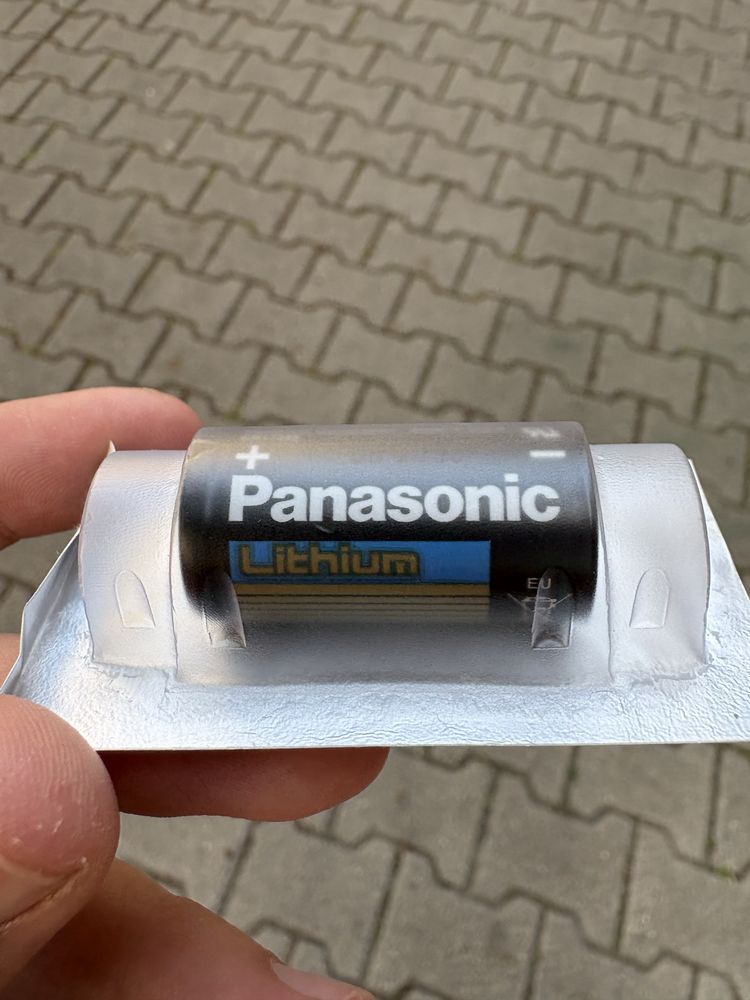 + −
Panasonic
Lithium
EU